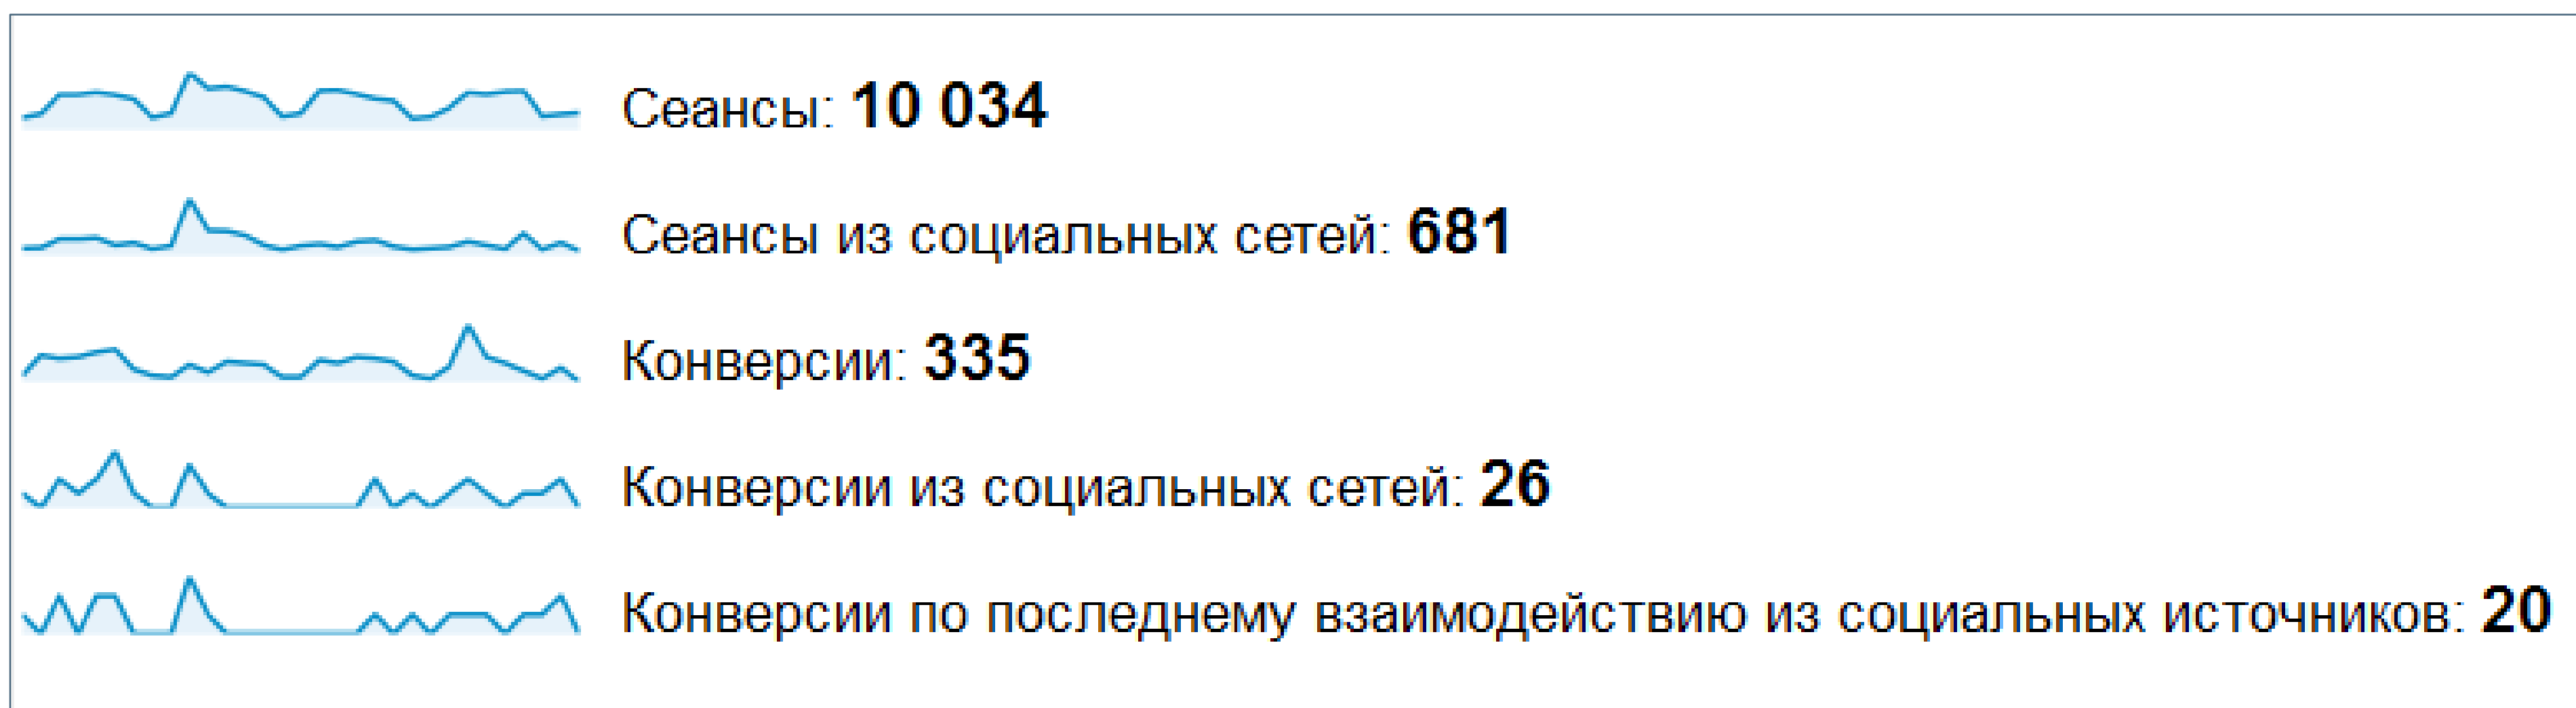 Сеансы: 10 034
Сеансы из социальных сетей: 681
Конверсии: 335
Конверсии из социальных сетей: 26
Конверсии по последнему взаимодействию из социальных источников: 20